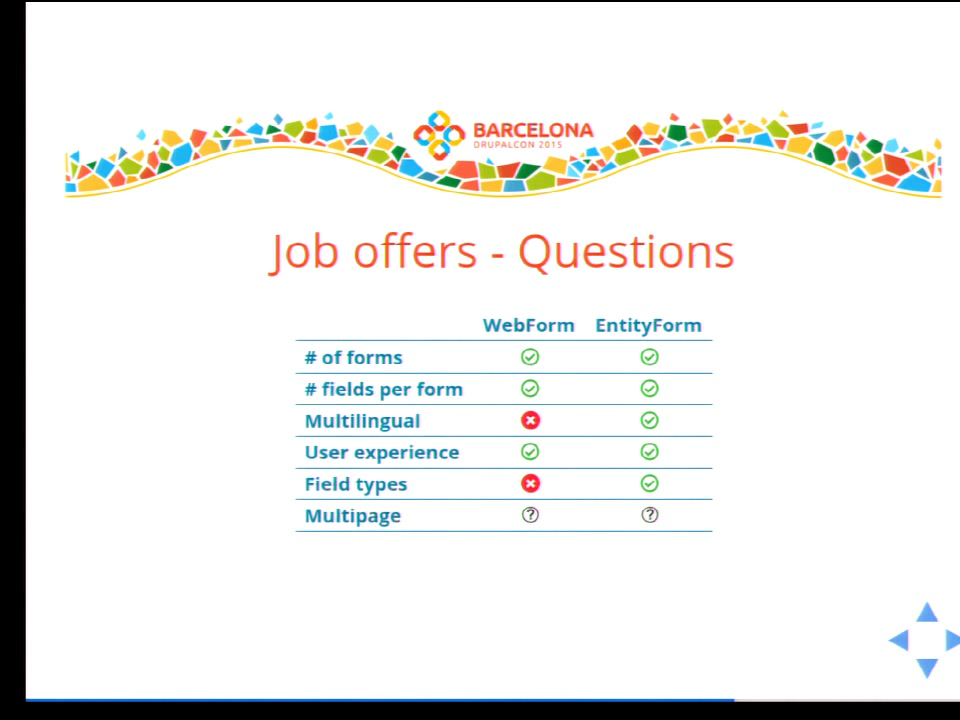 BARCELONA
DRUPALCON 2015
Job offers - Questions
WebForm EntityForm
# of forms
# fields per form
Multilingual
User experience
Field types
Multipage ? ?